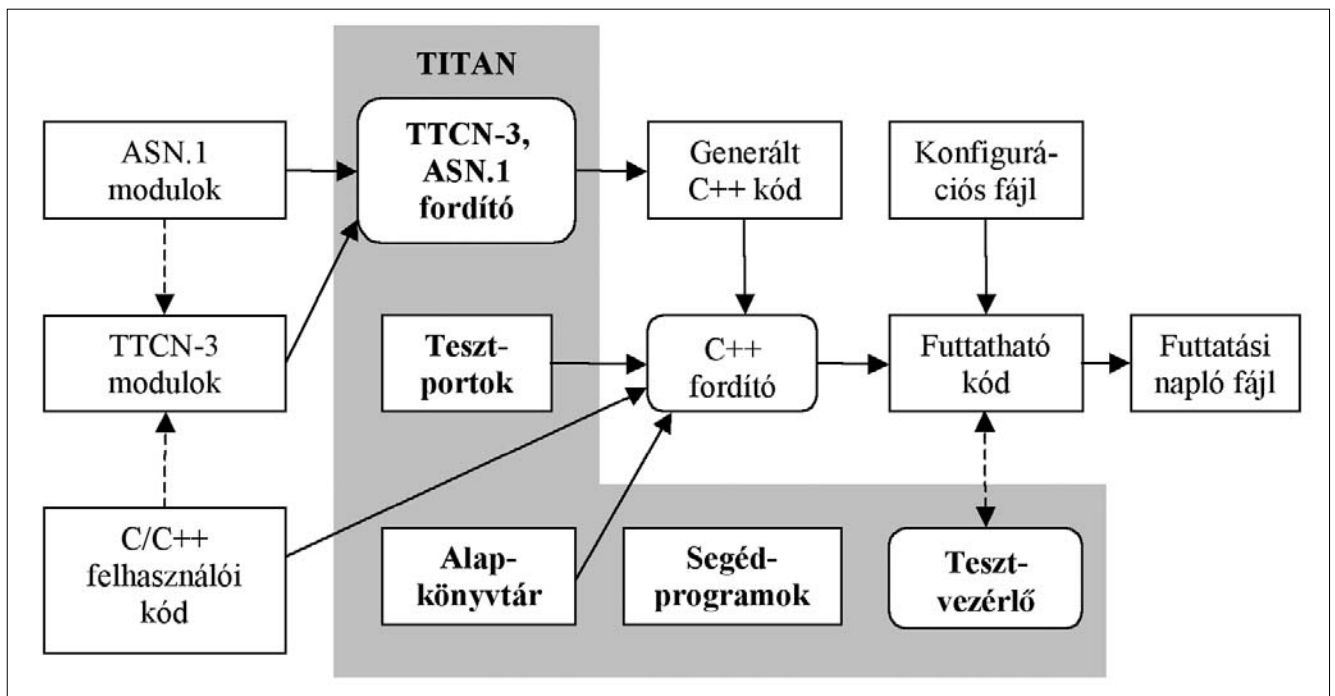 TITAN
ASN.1
modulok
TTCN-3,
ASN.1
fordító
Generált
C++ kód
Konfigurá-
ciós fájl
TTCN-3
modulok
Teszt-
portok
C++
fordító
Futtatható
kód
Futtatási
napló fájl
C/C++
felhasználói
kód
Alap-
könyvtár
Segéd-
programok
Teszt-
vezérlő